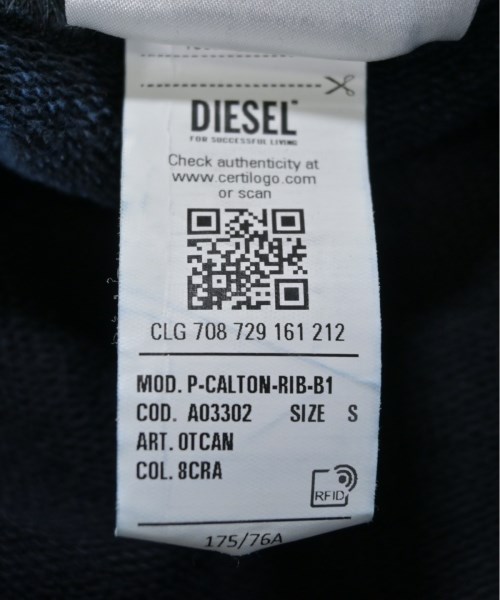 DIESEL
FOR SUCCESSFUL LIVING
Check authenticity at
www.certilogo.com
or scan
CLG 708 729 161 212
MOD. P-CALTON-RIB-B1
COD. A03302 SIZE S
ART. 0TCAN
COL. 8CRA
RFID
175/76A